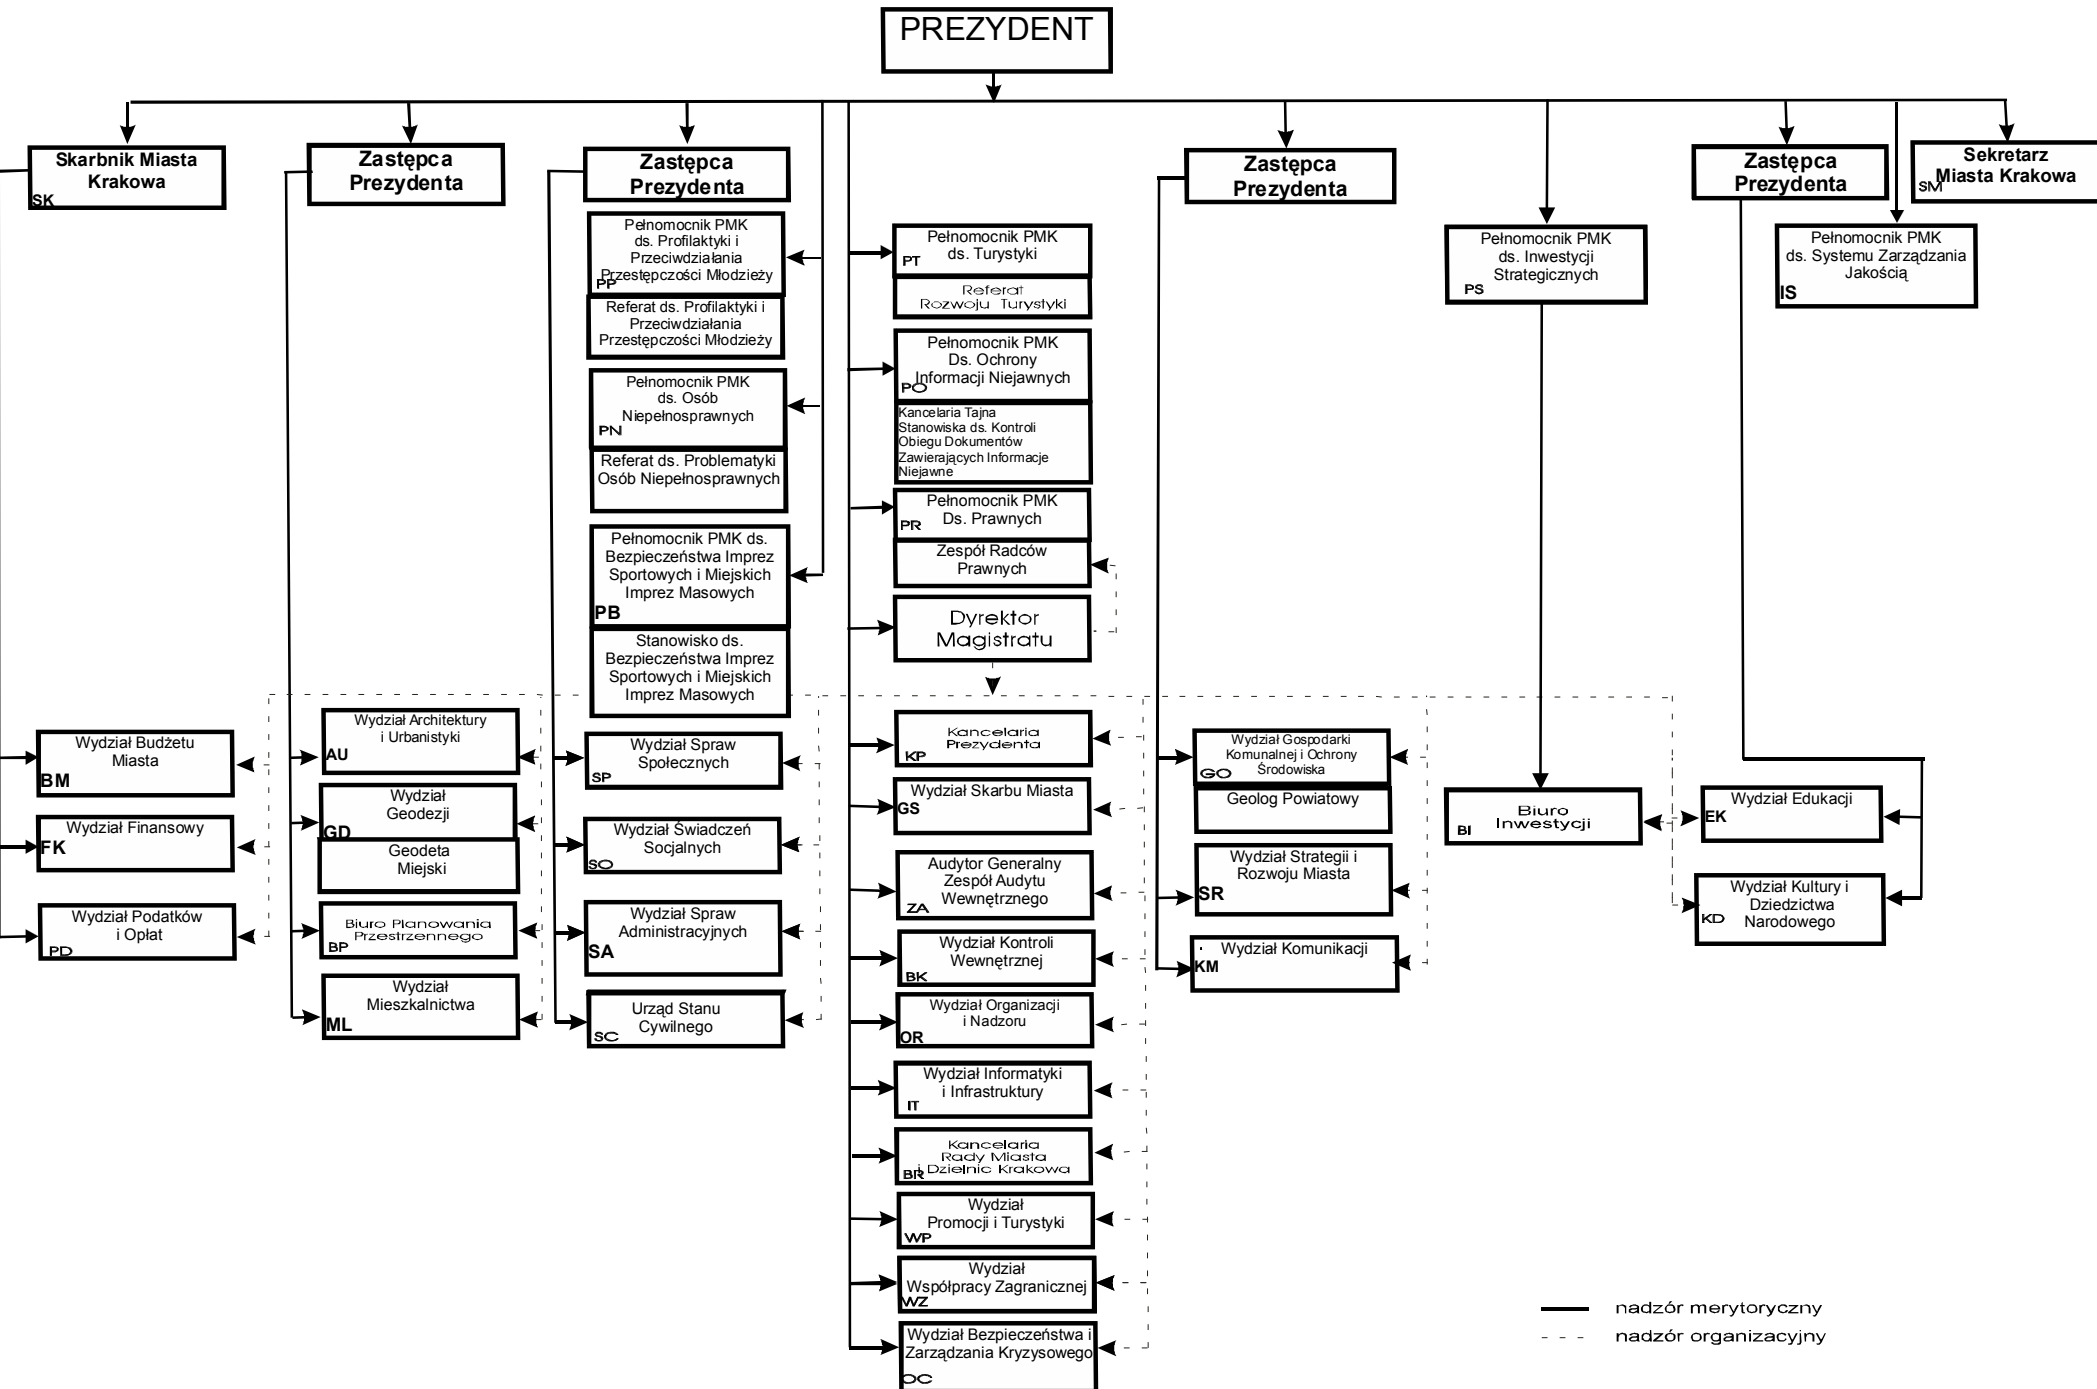 PREZYDENT
Skarbnik Miasta
Krakowa
SK
Zastępca
Prezydenta
Zastępca
Prezydenta
Zastępca
Prezydenta
Zastępca
Prezydenta
Sekretarz
Miasta Krakowa
SM
Pełnomocnik PMK
ds. Profilaktyki i
Przeciwdziałania
Przestępczości Młodzieży
PP
Referat ds. Profilaktyki i
Przeciwdziałania
Przestępczości Młodzieży
Pełnomocnik PMK
ds. Osób
Niepełnosprawnych
PN
Referat ds. Problematyki
Osób Niepełnosprawnych
Pełnomocnik PMK ds.
Bezpieczeństwa Imprez
Sportowych i Miejskich
Imprez Masowych
PB
Stanowisko ds.
Bezpieczeństwa Imprez
Sportowych i Miejskich
Imprez Masowych
Pełnomocnik PMK
ds. Turystyki
PT
Referat
Rozwoju Turystyki
Pełnomocnik PMK
Ds. Ochrony
Informacji Niejawnych
PO
Kancelaria Tajna
Stanowiska ds. Kontroli
Obiegu Dokumentów
Zawierających Informacje
Niejawne
Pełnomocnik PMK
Ds. Prawnych
PR
Zespół Radców
Prawnych
Dyrektor
Magistratu
Pełnomocnik PMK
ds. Inwestycji
Strategicznych
PS
Pełnomocnik PMK
ds. Systemu Zarządzania
Jakością
IS
Wydział Budżetu
Miasta
BM
Wydział Finansowy
FK
Wydział Podatków
i Opłat
PD
Wydział Architektury
i Urbanistyki
AU
Wydział
Geodezji
GD
Geodeta
Miejski
Biuro Planowania
Przestrzennego
BP
Wydział
Mieszkalnictwa
ML
Wydział Spraw
Społecznych
SP
Wydział Świadczeń
Socjalnych
SO
Wydział Spraw
Administracyjnych
SA
Urząd Stanu
Cywilnego
SC
Kancelaria
Prezydenta
KP
Wydział Skarbu Miasta
GS
Audytor Generalny
Zespół Audytu
Wewnętrznego
ZA
Wydział Kontroli
Wewnętrznej
BK
Wydział Organizacji
i Nadzoru
OR
Wydział Informatyki
i Infrastruktury
IT
Kancelaria
Rady Miasta
i Dzielnic Krakowa
BR
Wydział
Promocji i Turystyki
WP
Wydział
Współpracy Zagranicznej
WZ
Wydział Bezpieczeństwa i
Zarządzania Kryzysowego
OC
Wydział Gospodarki
Komunalnej i Ochrony
Środowiska
GO
Geolog Powiatowy
Wydział Strategii i
Rozwoju Miasta
SR
Wydział Komunikacji
KM
Biuro
Inwestycji
BI
Wydział Edukacji
EK
Wydział Kultury i
Dziedzictwa
Narodowego
KD
nadzór merytoryczny
nadzór organizacyjny